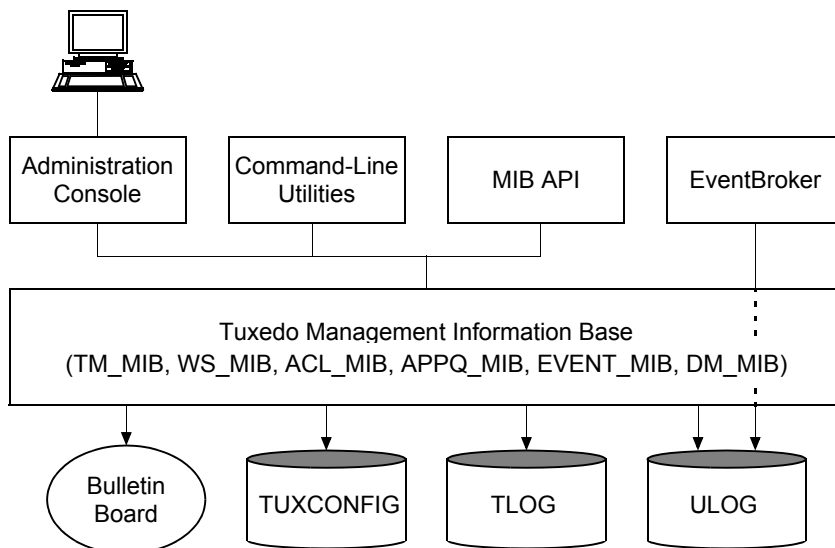 Administration
Console
Command-Line
Utilities
MIB API
EventBroker
Tuxedo Management Information Base
(TM_MIB, WS_MIB, ACL_MIB, APPQ_MIB, EVENT_MIB, DM_MIB)
Bulletin
Board
TUXCONFIG
TLOG
ULOG